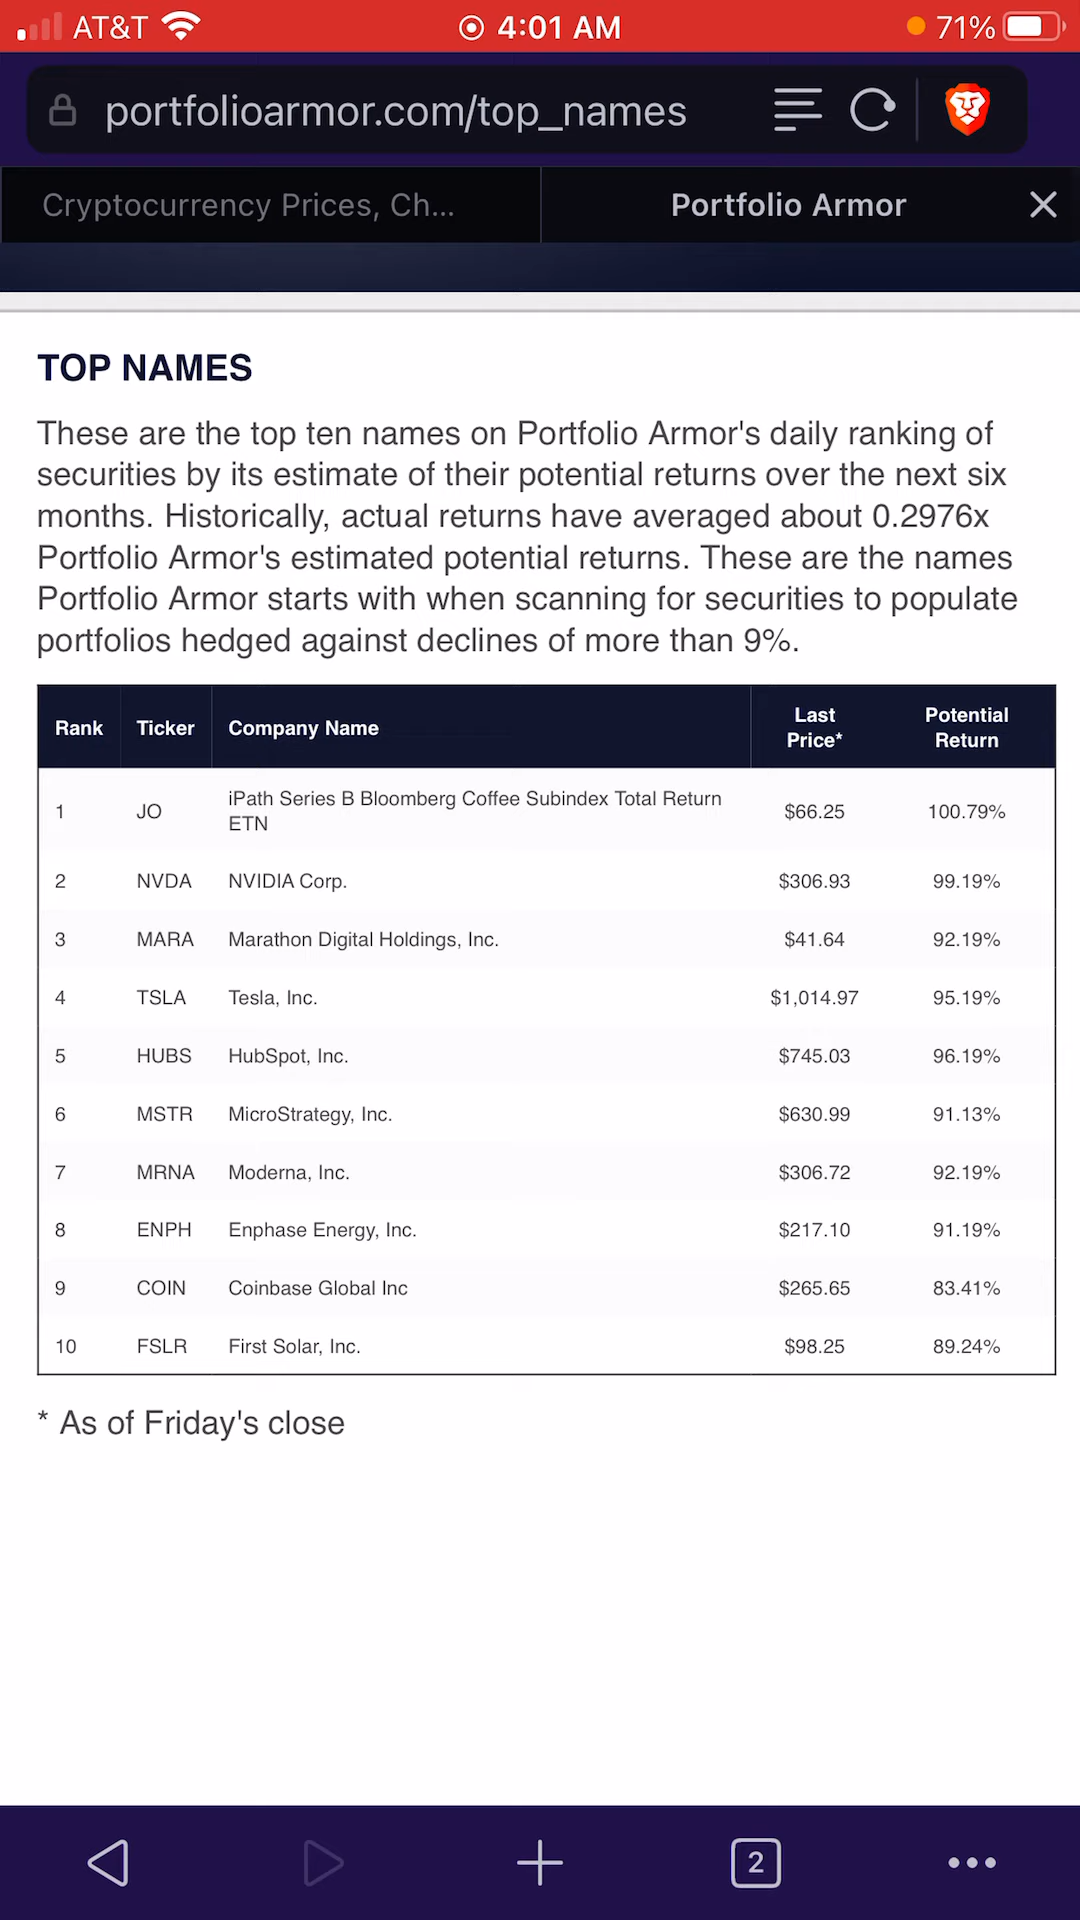 AT&T 4:01 AM 71%
portfolioarmor.com/top_names
Cryptocurrency Prices, Ch... Portfolio Armor
TOP NAMES
These are the top ten names on Portfolio Armor's daily ranking of
securities by its estimate of their potential returns over the next six
months. Historically, actual returns have averaged about 0.2976x
Portfolio Armor's estimated potential returns. These are the names
Portfolio Armor starts with when scanning for securities to populate
portfolios hedged against declines of more than 9%.
Rank Ticker Company Name Last Price* Potential Return
1 JO iPath Series B Bloomberg Coffee Subindex Total Return ETN $66.25 100.79%
2 NVDA NVIDIA Corp. $306.93 99.19%
3 MARA Marathon Digital Holdings, Inc. $41.64 92.19%
4 TSLA Tesla, Inc. $1,014.97 95.19%
5 HUBS HubSpot, Inc. $745.03 96.19%
6 MSTR MicroStrategy, Inc. $630.99 91.13%
7 MRNA Moderna, Inc. $306.72 92.19%
8 ENPH Enphase Energy, Inc. $217.10 91.19%
9 COIN Coinbase Global Inc $265.65 83.41%
10 FSLR First Solar, Inc. $98.25 89.24%
* As of Friday's close
2